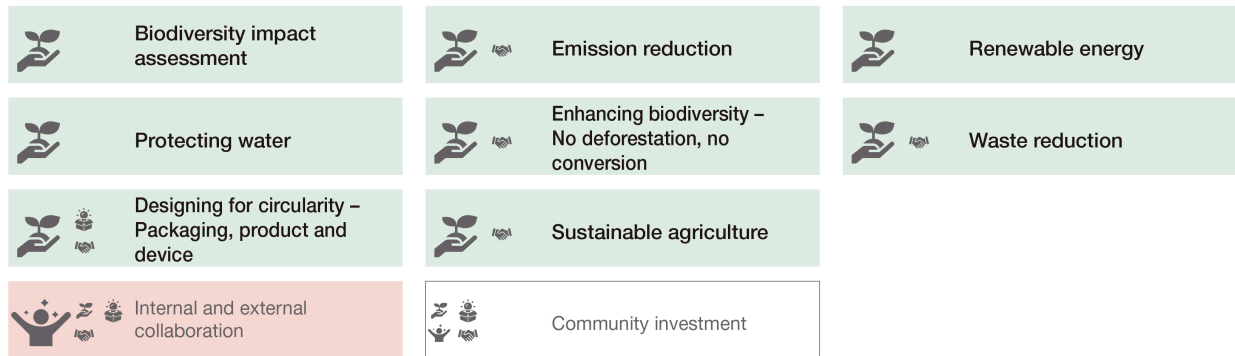 Biodiversity impact
assessment
Emission reduction
Renewable energy
Protecting water
Enhancing biodiversity –
No deforestation, no
conversion
Waste reduction
Designing for circularity –
Packaging, product and
device
Sustainable agriculture
Internal and external
collaboration
Community investment